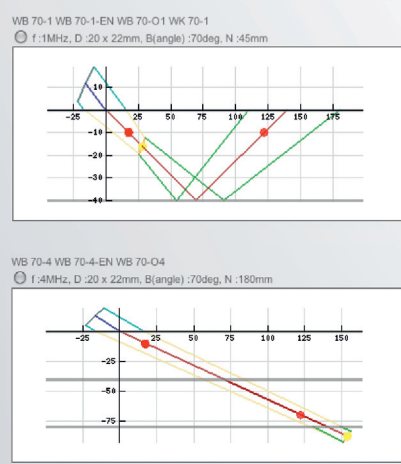 WB 70-1 WB 70-1-EN WB 70-O1 WK 70-1
f :1MHz, D :20 x 22mm, B(angle) :70deg, N :45mm
10
-25 25 50 75 100 125 150 175
-10
-20
-30
-40
WB 70-4 WB 70-4-EN WB 70-O4
f :4MHz, D :20 x 22mm, B(angle) :70deg, N :180mm
-25 25 50 75 100 125 150
-25
-50
-75